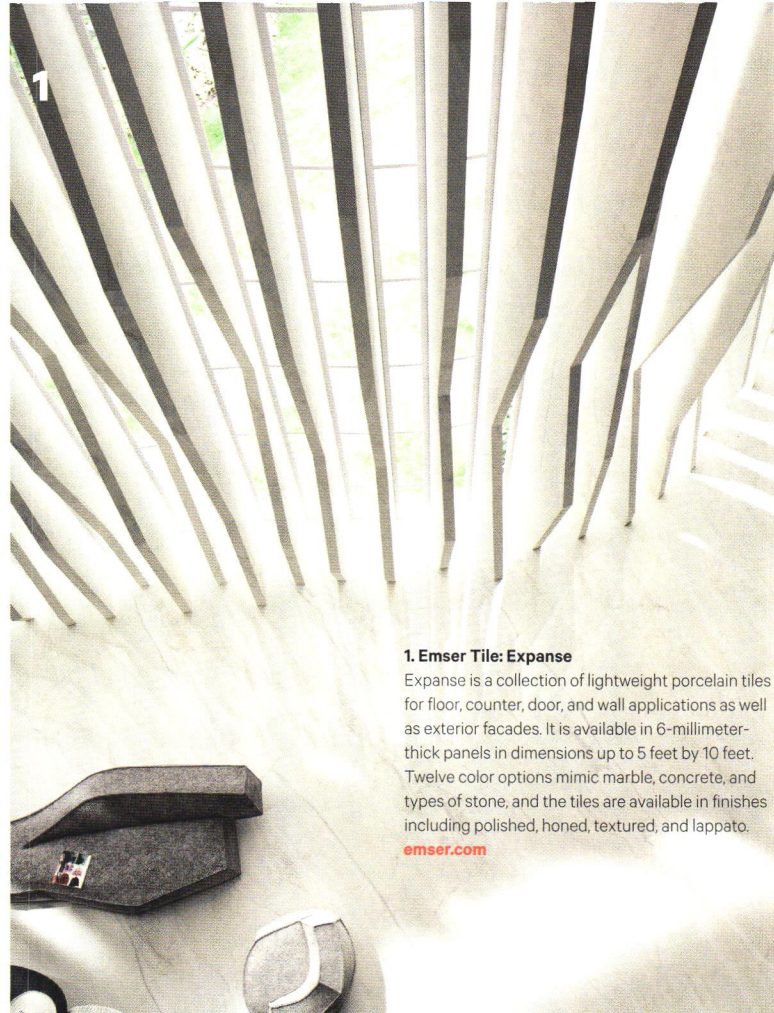 1
1. Emser Tile: Expanse
Expanse is a collection of lightweight porcelain tiles
for floor, counter, door, and wall applications as well
as exterior facades. It is available in 6-millimeter-
thick panels in dimensions up to 5 feet by 10 feet.
Twelve color options mimic marble, concrete, and
types of stone, and the tiles are available in finishes
including polished, honed, textured, and lappato.
emser.com